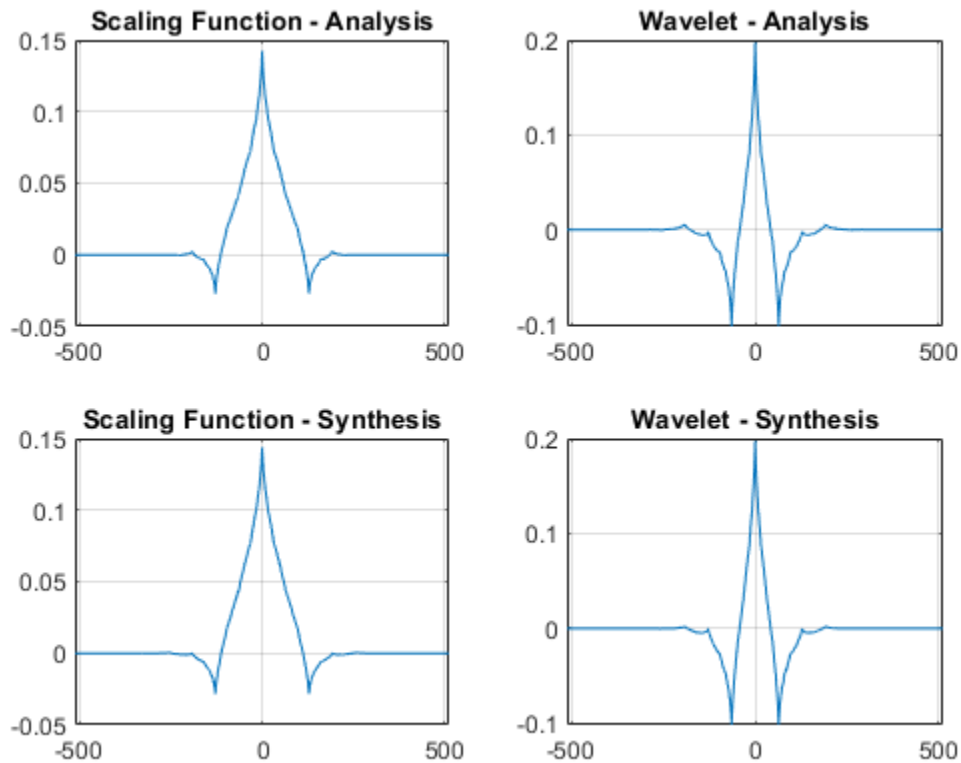 Scaling Function - Analysis
0.15
0.1
0.05
0
-0.05
-500 0 500
Wavelet - Analysis
0.2
0.1
0
-0.1
-500 0 500
Scaling Function - Synthesis
0.15
0.1
0.05
0
-0.05
-500 0 500
Wavelet - Synthesis
0.2
0.1
0
-0.1
-500 0 500